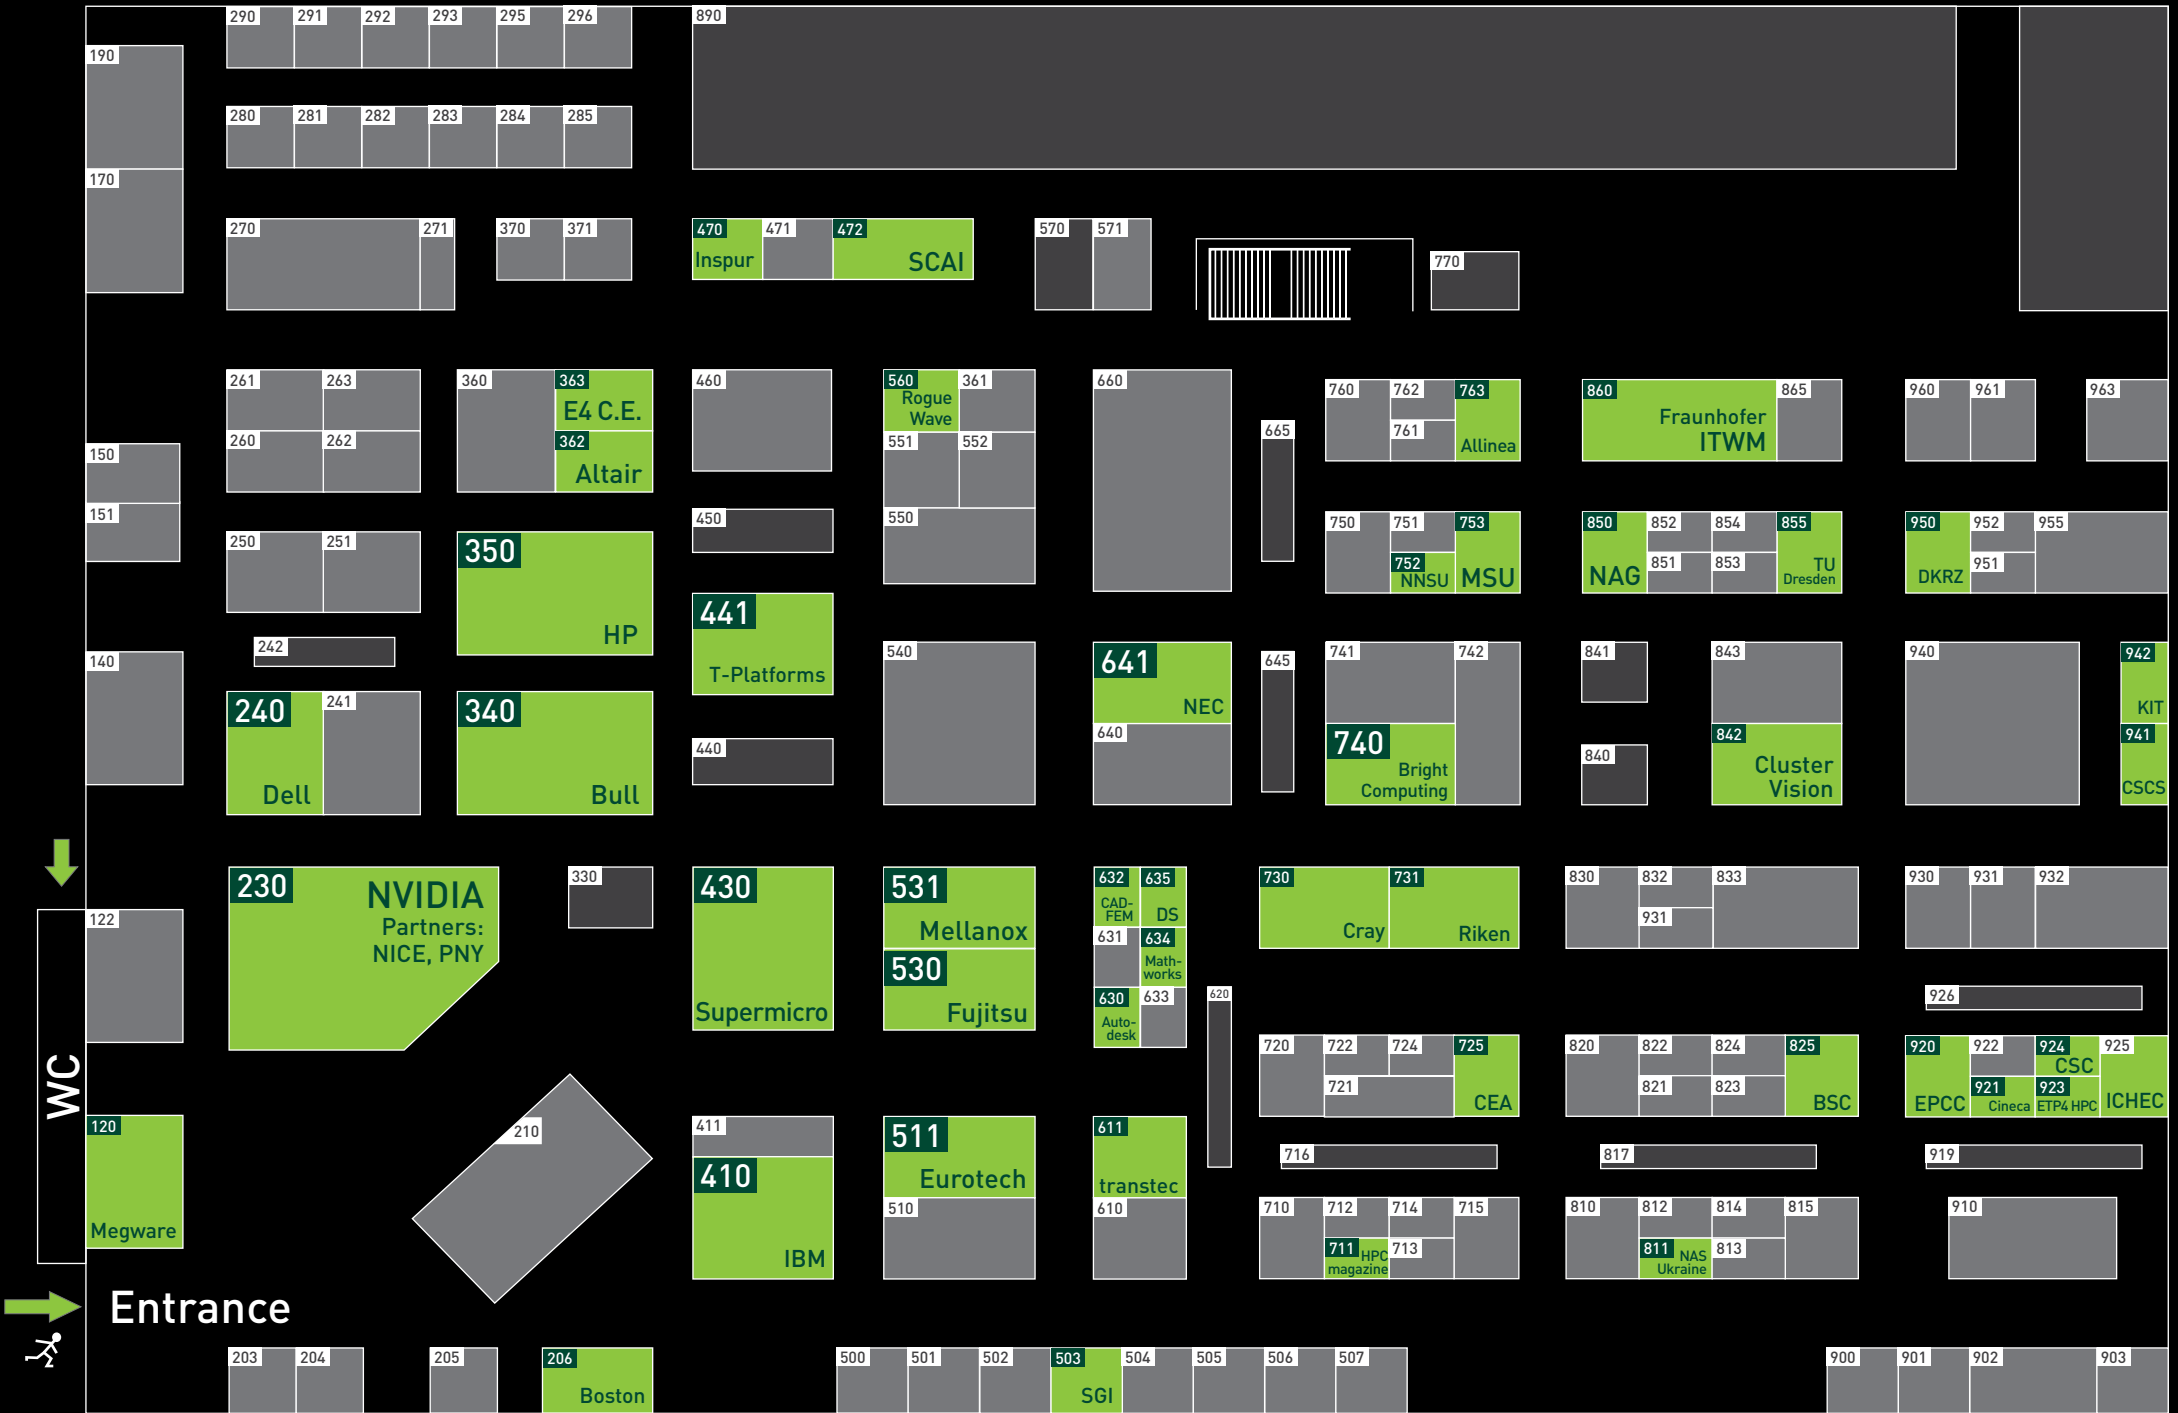 290 291 292 293 295 296 890
190
280 281 282 283 284 285
170
270 271 370 371 470 471 472 570 571
Inspur SCAI
770
261 263 360 363 460 560 361 660 760 762 763 860 865 960 961 963
E4 C.E.
Rogue
Wave
Fraunhofer
ITWM
665 761
Allinea
260 262 362 551 552
Altair
150
151
450 550
750 751 753 850 852 854 855 950 952 955
250 251 350
752 851 853 951
NNSU MSU NAG
TU
Dresden
DKRZ
HP
441
T-Platforms
242
140
540 641 645 741 742 841 843 940 942
NEC KIT
240 241 340
640 740 842 941
440 840
Bright
Computing
Cluster
Vision
CSCS
Dell Bull
230 NVIDIA
Partners:
NICE, PNY
330 430 531 632 635 730 731 830 832 833 930 931 932
CAD-
FEM
DS
Mellanox
Cray Riken
122
931
631 634
530
Math-
works
Supermicro Fujitsu
630 633 620 926
Auto-
desk
720 722 724 725 820 822 824 825 920 922 924 925
CSC
721 821 823 921 923
CEA BSC EPCC Cineca ETP4 HPC ICHEC
WC
120
Megware
210
411 511 611
716 817 919
410
Eurotech transtec
510 610 710 712 714 715 810 812 814 815 910
711 HPC
magazine
713
811 NAS
Ukraine
813
IBM
Entrance
203 204 205 206 500 501 502 503 504 505 506 507 900 901 902 903
Boston SGI